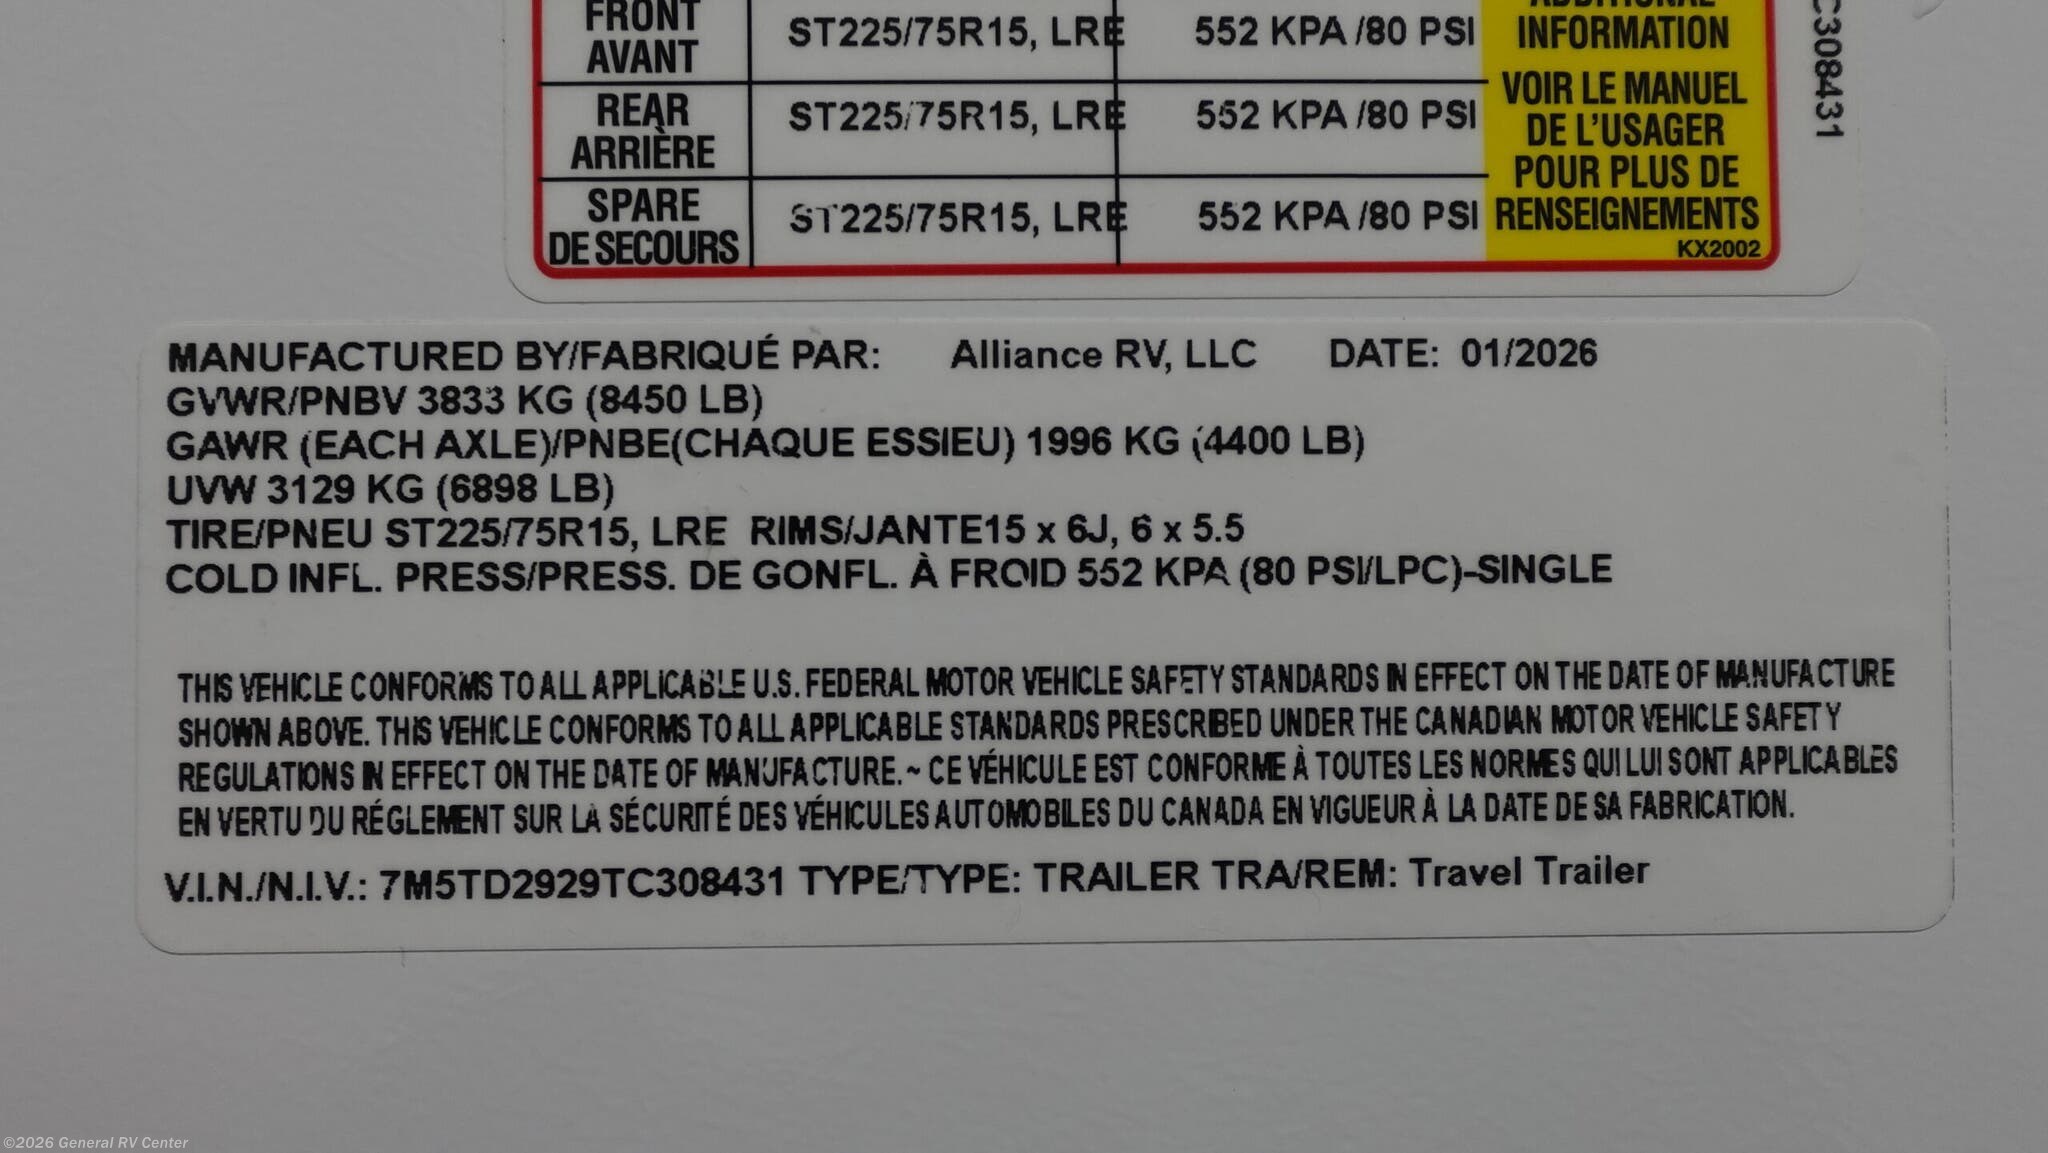 FRONT
AVANT
ST225/75R15, LRE
552 KPA /80 PSI
REAR
ARRIÈRE
ST225/75R15, LRE
552 KPA /80 PSI
SPARE
DE SECOURS
ST225/75R15, LRE
552 KPA /80 PSI
ADDITIONAL
INFORMATION
VOIR LE MANUEL
DE L'USAGER
POUR PLUS DE
RENSEIGNEMENTS
KX2002
C308431
MANUFACTURED BY/FABRIQUÉ PAR: Alliance RV, LLC DATE: 01/2026
GVWR/PNBV 3833 KG (8450 LB)
GAWR (EACH AXLE)/PNBE(CHAQUE ESSIEU) 1996 KG (4400 LB)
UVW 3129 KG (6898 LB)
TIRE/PNEU ST225/75R15, LRE RIMS/JANTE15 x 6J, 6 x 5.5
COLD INFL. PRESS/PRESS. DE GONFL. À FROID 552 KPA (80 PSI/LPC)-SINGLE
THIS VEHICLE CONFORMS TO ALL APPLICABLE U.S. FEDERAL MOTOR VEHICLE SAFETY STANDARDS IN EFFECT ON THE DATE OF MANUFACTURE
SHOWN ABOVE. THIS VEHICLE CONFORMS TO ALL APPLICABLE STANDARDS PRESCRIBED UNDER THE CANADIAN MOTOR VEHICLE SAFETY
REGULATIONS IN EFFECT ON THE DATE OF MANUFACTURE. ~ CE VÉHICULE EST CONFORME À TOUTES LES NORMES QUI LUI SONT APPLICABLES
EN VERTU DU RÉGLEMENT SUR LA SÉCURITÉ DES VÉHICULES AUTOMOBILES DU CANADA EN VIGUEUR À LA DATE DE SA FABRICATION.
V.I.N./N.I.V.: 7M5TD2929TC308431 TYPE/TYPE: TRAILER TRA/REM: Travel Trailer
©2026 General RV Center